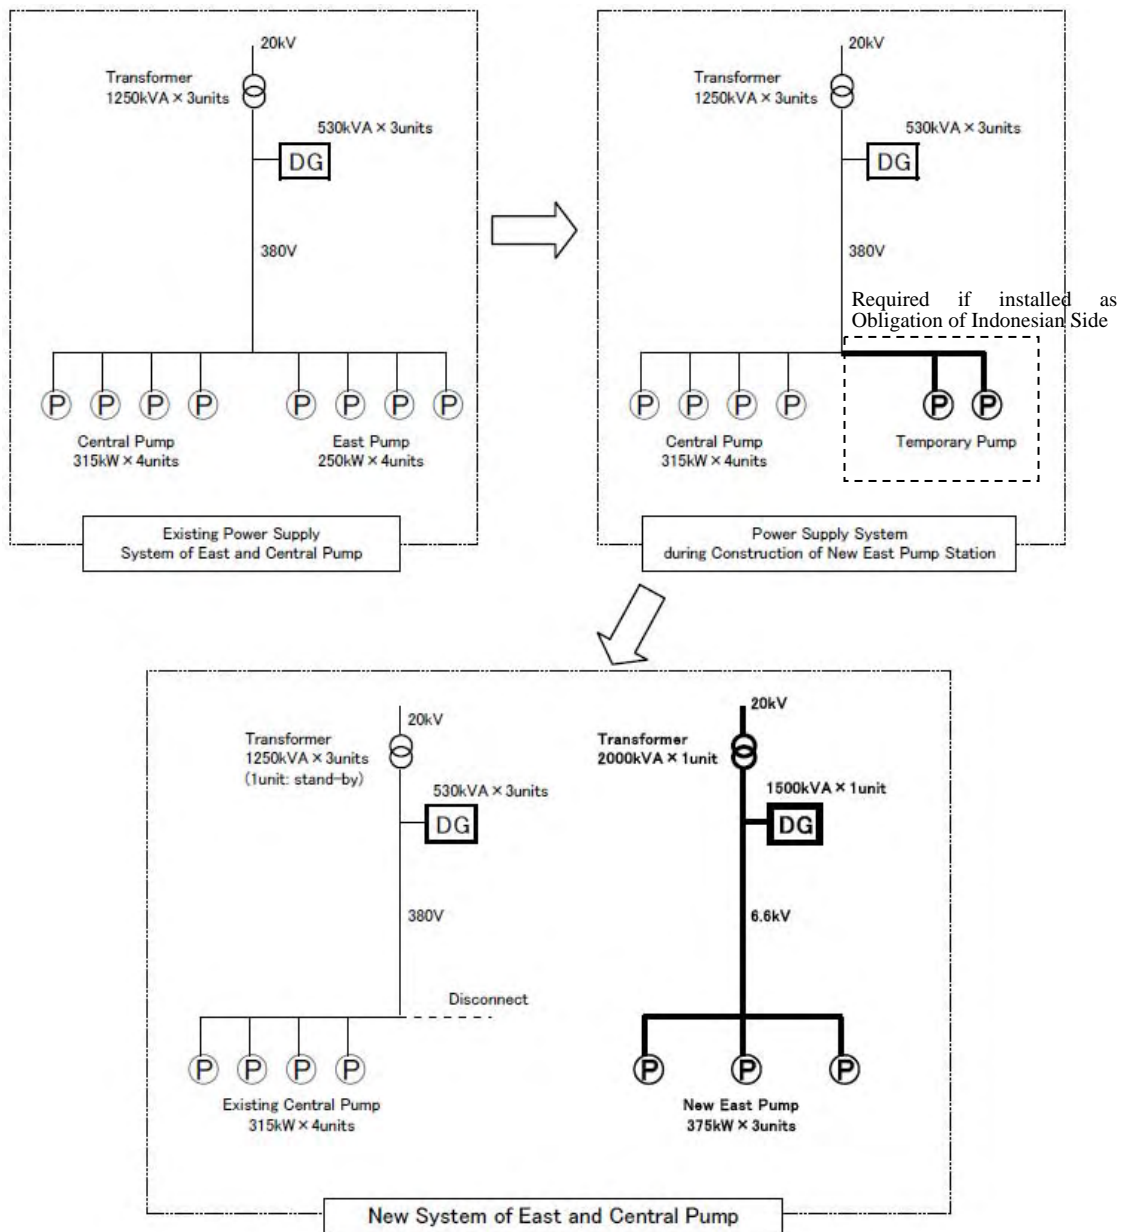 20kV
Transformer
1250kVA×3units
530kVA×3units
DG
380V
P P P P P P P P
Central Pump
315kW×4units
East Pump
250kW×4units
Existing Power Supply
System of East and Central Pump
20kV
Transformer
1250kVA×3units
530kVA×3units
DG
380V
Required if installed as
Obligation of Indonesian Side
P P P P P P
Central Pump
315kW×4units
Temporary Pump
Power Supply System
during Construction of New East Pump Station
20kV
Transformer
1250kVA×3units
(1unit: stand-by)
530kVA×3units
DG
380V
Disconnect
P P P P
Existing Central Pump
315kW×4units
20kV
Transformer
2000kVA×1unit
1500kVA×1unit
DG
6.6kV
P P P
New East Pump
375kW×3units
New System of East and Central Pump